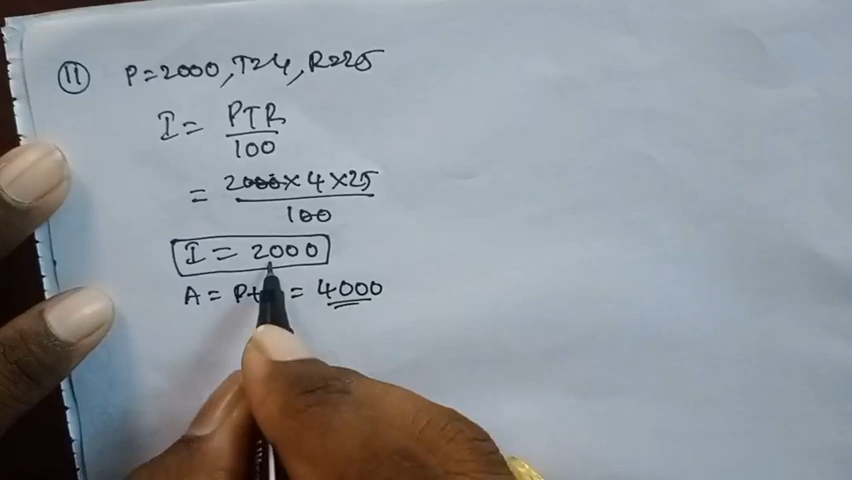 11 P=2000, T=4, R=25
I = PTR
100
= 2000×4×25
100
I = 2000
A = P+ = 4000